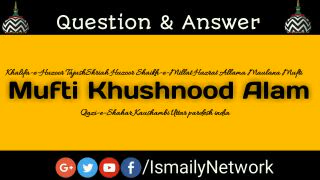 Question & Answer
Khalifa-e-Huzoor TajushShriah Huzoor Shaikh-e-Millat Hazrat Allama Maulana Mufti
Mufti Khushnood Alam
Qazi-e-Shahar Kaushambi Uttar pardesh india
/IsmailyNetwork